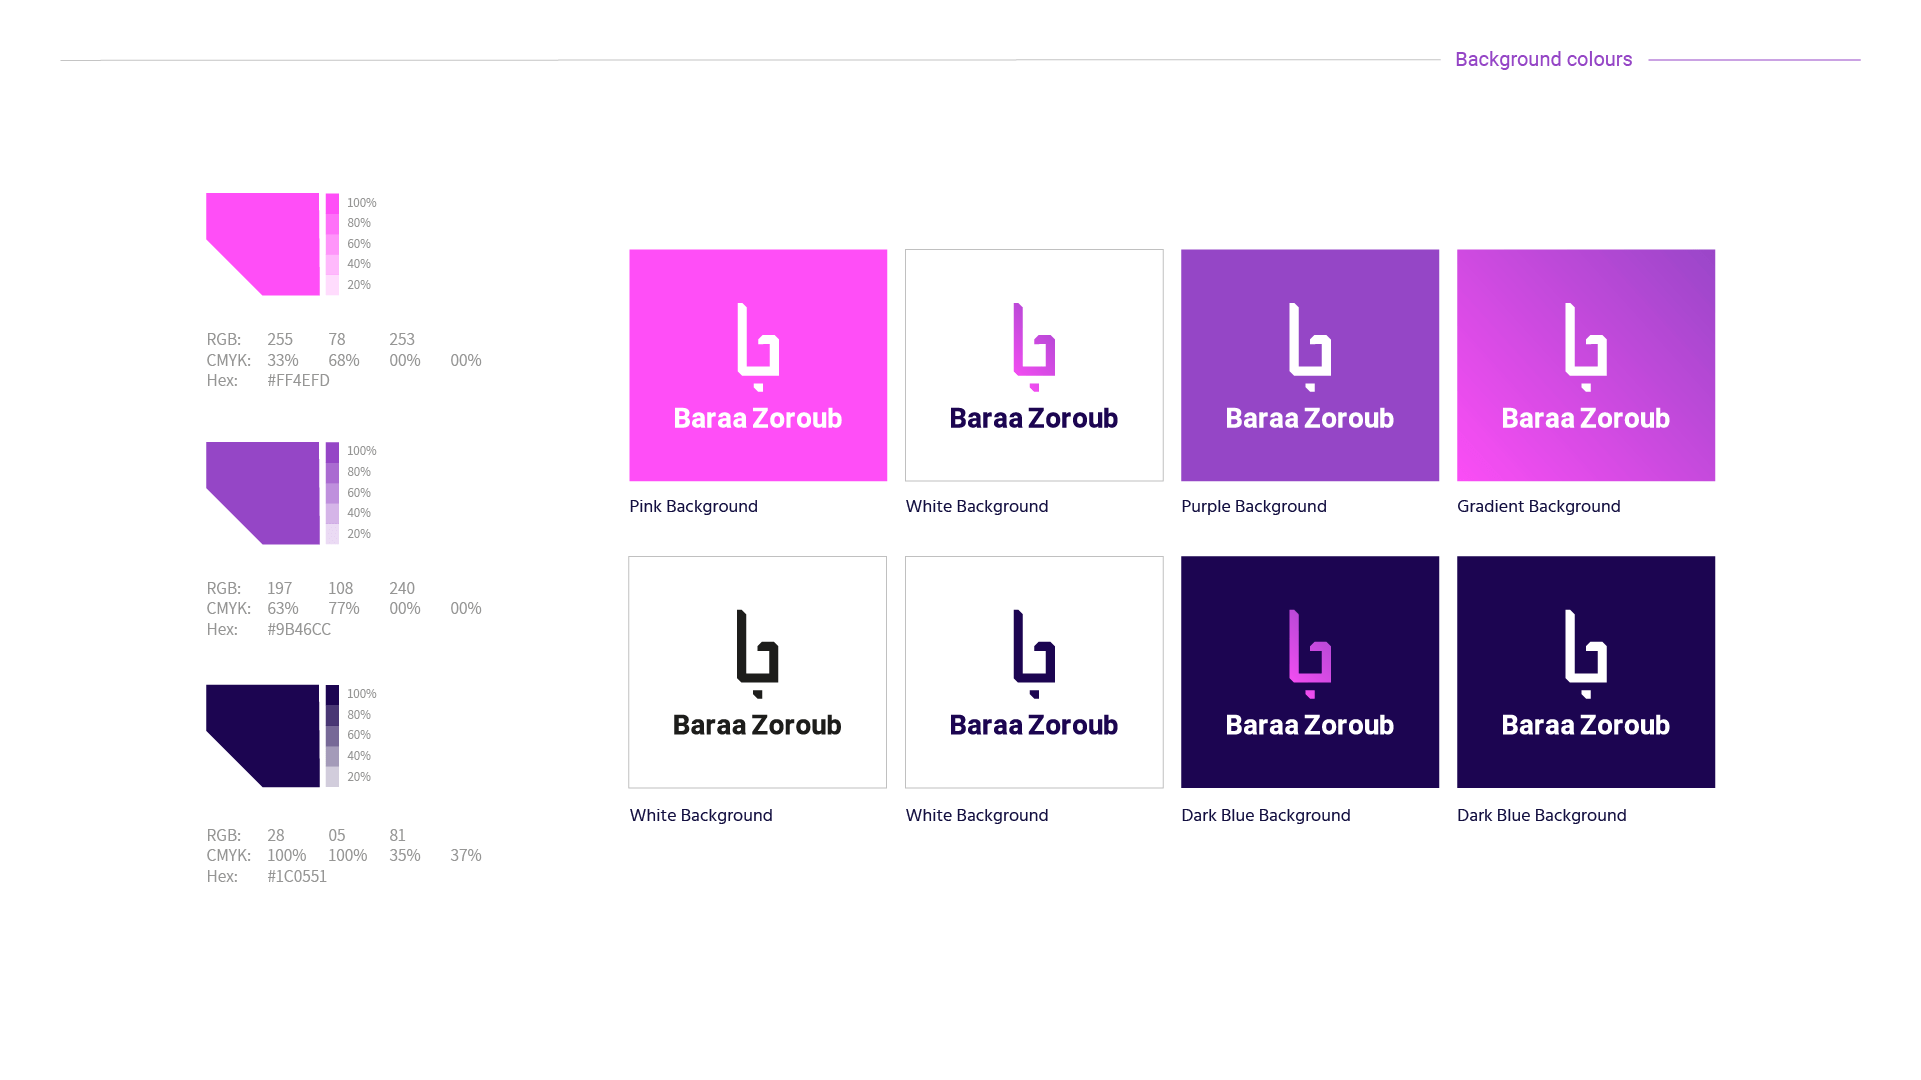 Background colours
100%
80%
60%
40%
20%
RGB: 255 78 253
CMYK: 33% 68% 00% 00%
Hex: #FF4EFD
100%
80%
60%
40%
20%
RGB: 197 108 240
CMYK: 63% 77% 00% 00%
Hex: #9B46CC
100%
80%
60%
40%
20%
RGB: 28 05 81
CMYK: 100% 100% 35% 37%
Hex: #1C0551
Baraa Zoroub
Baraa Zoroub
Baraa Zoroub
Baraa Zoroub
Pink Background
White Background
Purple Background
Gradient Background
Baraa Zoroub
Baraa Zoroub
Baraa Zoroub
Baraa Zoroub
White Background
White Background
Dark Blue Background
Dark Blue Background